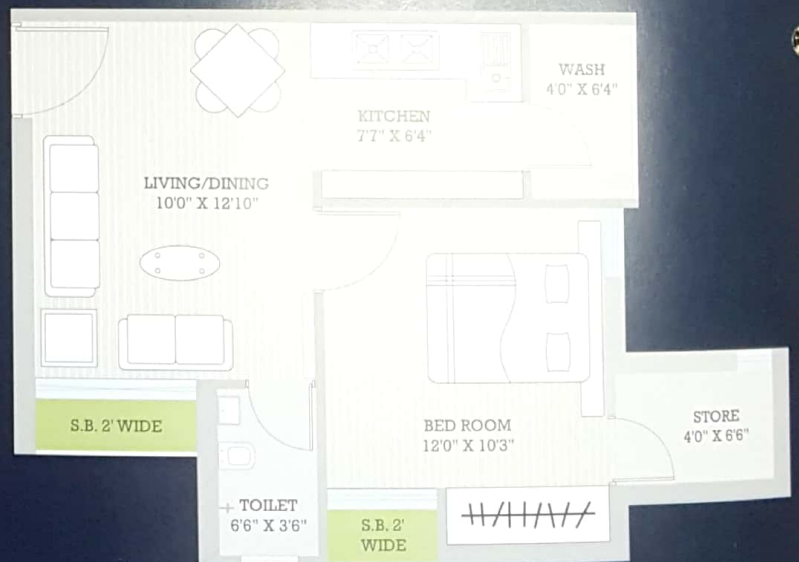 WASH
4'0" X 6'4"
KITCHEN
7'7" X 6'4"
LIVING/DINING
10'0" X 12'10"
S.B. 2' WIDE
BED ROOM
12'0" X 10'3"
STORE
4'0" X 6'6"
TOILET
6'6" X 3'6"
S.B. 2'
WIDE